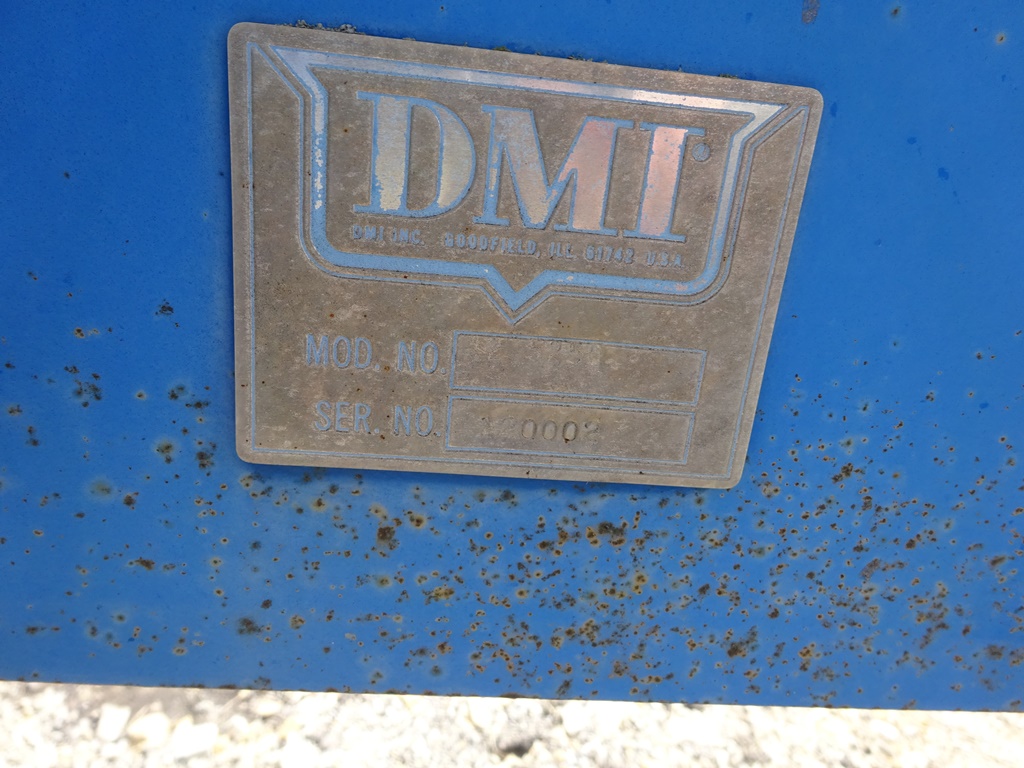 DMI®
DMI INC. GOODFIELD, ILL. 61742 U.S.A.
MOD. NO.
SER. NO.